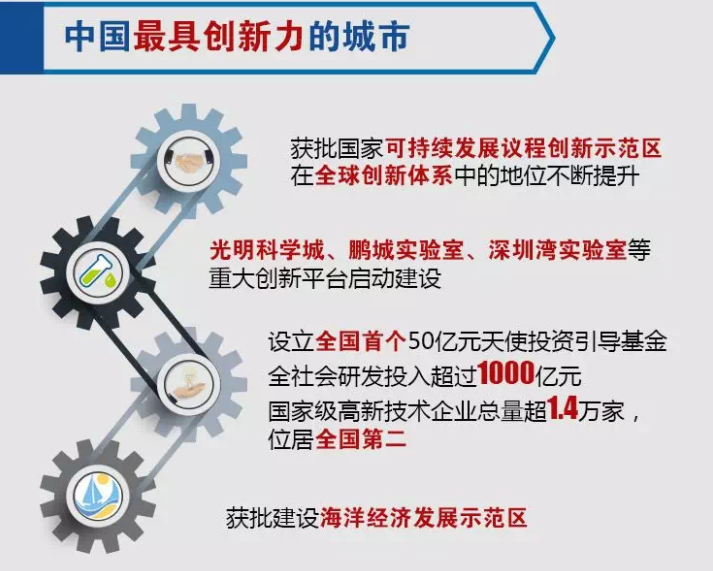 中国最具创新力的城市
获批国家可持续发展议程创新示范区
在全球创新体系中的地位不断提升
光明科学城、鹏城实验室、深圳湾实验室等
重大创新平台启动建设
设立全国首个50亿元天使投资引导基金
全社会研发投入超过1000亿元
国家级高新技术企业总量超1.4万家，
位居全国第二
获批建设海洋经济发展示范区